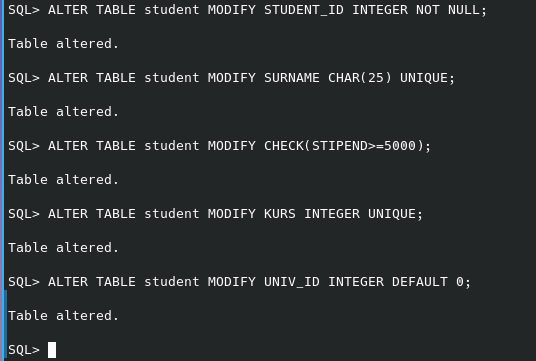 SQL> ALTER TABLE student MODIFY STUDENT_ID INTEGER NOT NULL;
Table altered.
SQL> ALTER TABLE student MODIFY SURNAME CHAR(25) UNIQUE;
Table altered.
SQL> ALTER TABLE student MODIFY CHECK(STIPEND>=5000);
Table altered.
SQL> ALTER TABLE student MODIFY KURS INTEGER UNIQUE;
Table altered.
SQL> ALTER TABLE student MODIFY UNIV_ID INTEGER DEFAULT 0;
Table altered.
SQL>